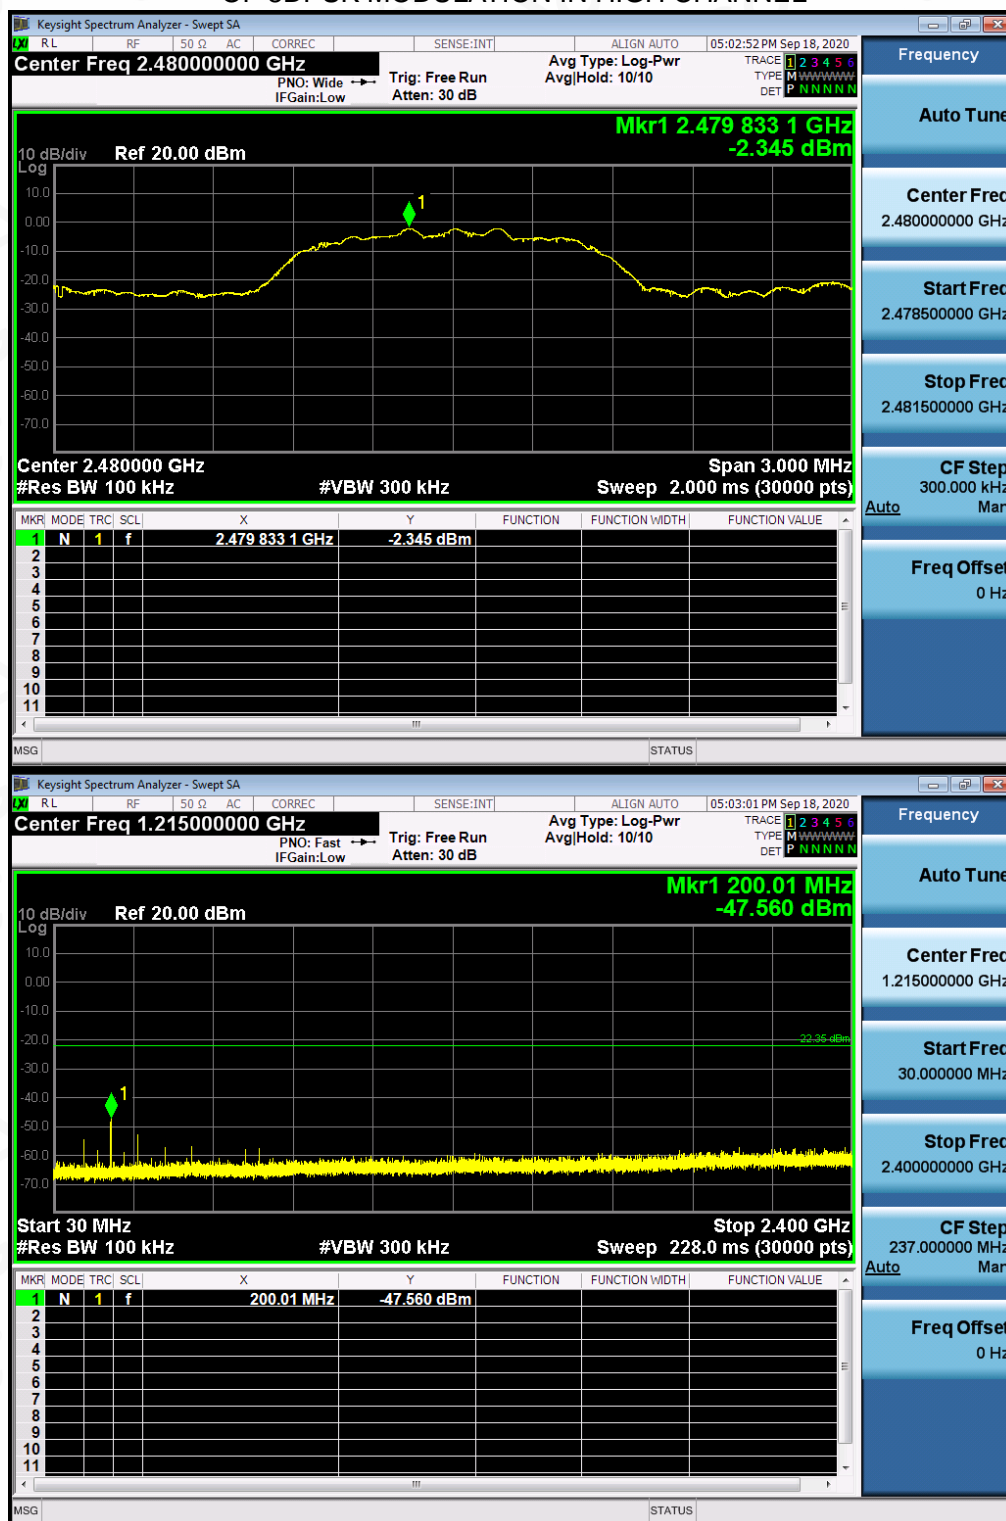 OF 8DPSK MODULATION IN HIGH CHANNEL
Keysight Spectrum Analyzer - Swept SA
LXI RL RF 50 Ω AC CORREC SENSE:INT ALIGN AUTO 05:02:52 PM Sep 18, 2020
Center Freq 2.480000000 GHz
PNO: Wide
IFGain:Low
Trig: Free Run
Atten: 30 dB
Avg Type: Log-Pwr
Avg|Hold: 10/10
TRACE 1 2 3 4 5 6
TYPE M WWWWW
DET P N N N N N
Mkr1 2.479 833 1 GHz
-2.345 dBm
10 dB/div Ref 20.00 dBm
Log
10.0
0.00
-10.0
-20.0
-30.0
-40.0
-50.0
-60.0
-70.0
1
Center 2.480000 GHz Span 3.000 MHz
#Res BW 100 kHz #VBW 300 kHz Sweep 2.000 ms (30000 pts)
MKR MODE TRC SCL X Y FUNCTION FUNCTION WIDTH FUNCTION VALUE
1 N 1 f 2.479 833 1 GHz -2.345 dBm
2
3
4
5
6
7
8
9
10
11
MSG STATUS
Frequency
Auto Tune
Center Freq
2.480000000 GHz
Start Freq
2.478500000 GHz
Stop Freq
2.481500000 GHz
CF Step
300.000 kHz
Auto Man
Freq Offset
0 Hz
Keysight Spectrum Analyzer - Swept SA
LXI RL RF 50 Ω AC CORREC SENSE:INT ALIGN AUTO 05:03:01 PM Sep 18, 2020
Center Freq 1.215000000 GHz
PNO: Fast
IFGain:Low
Trig: Free Run
Atten: 30 dB
Avg Type: Log-Pwr
Avg|Hold: 10/10
TRACE 1 2 3 4 5 6
TYPE M WWWWW
DET P N N N N N
Mkr1 200.01 MHz
-47.560 dBm
10 dB/div Ref 20.00 dBm
Log
10.0
0.00
-10.0
-20.0
-30.0
-40.0
-50.0
-60.0
-70.0
-22.35 dBm
1
Start 30 MHz Stop 2.400 GHz
#Res BW 100 kHz #VBW 300 kHz Sweep 228.0 ms (30000 pts)
MKR MODE TRC SCL X Y FUNCTION FUNCTION WIDTH FUNCTION VALUE
1 N 1 f 200.01 MHz -47.560 dBm
2
3
4
5
6
7
8
9
10
11
MSG STATUS
Frequency
Auto Tune
Center Freq
1.215000000 GHz
Start Freq
30.000000 MHz
Stop Freq
2.400000000 GHz
CF Step
237.000000 MHz
Auto Man
Freq Offset
0 Hz